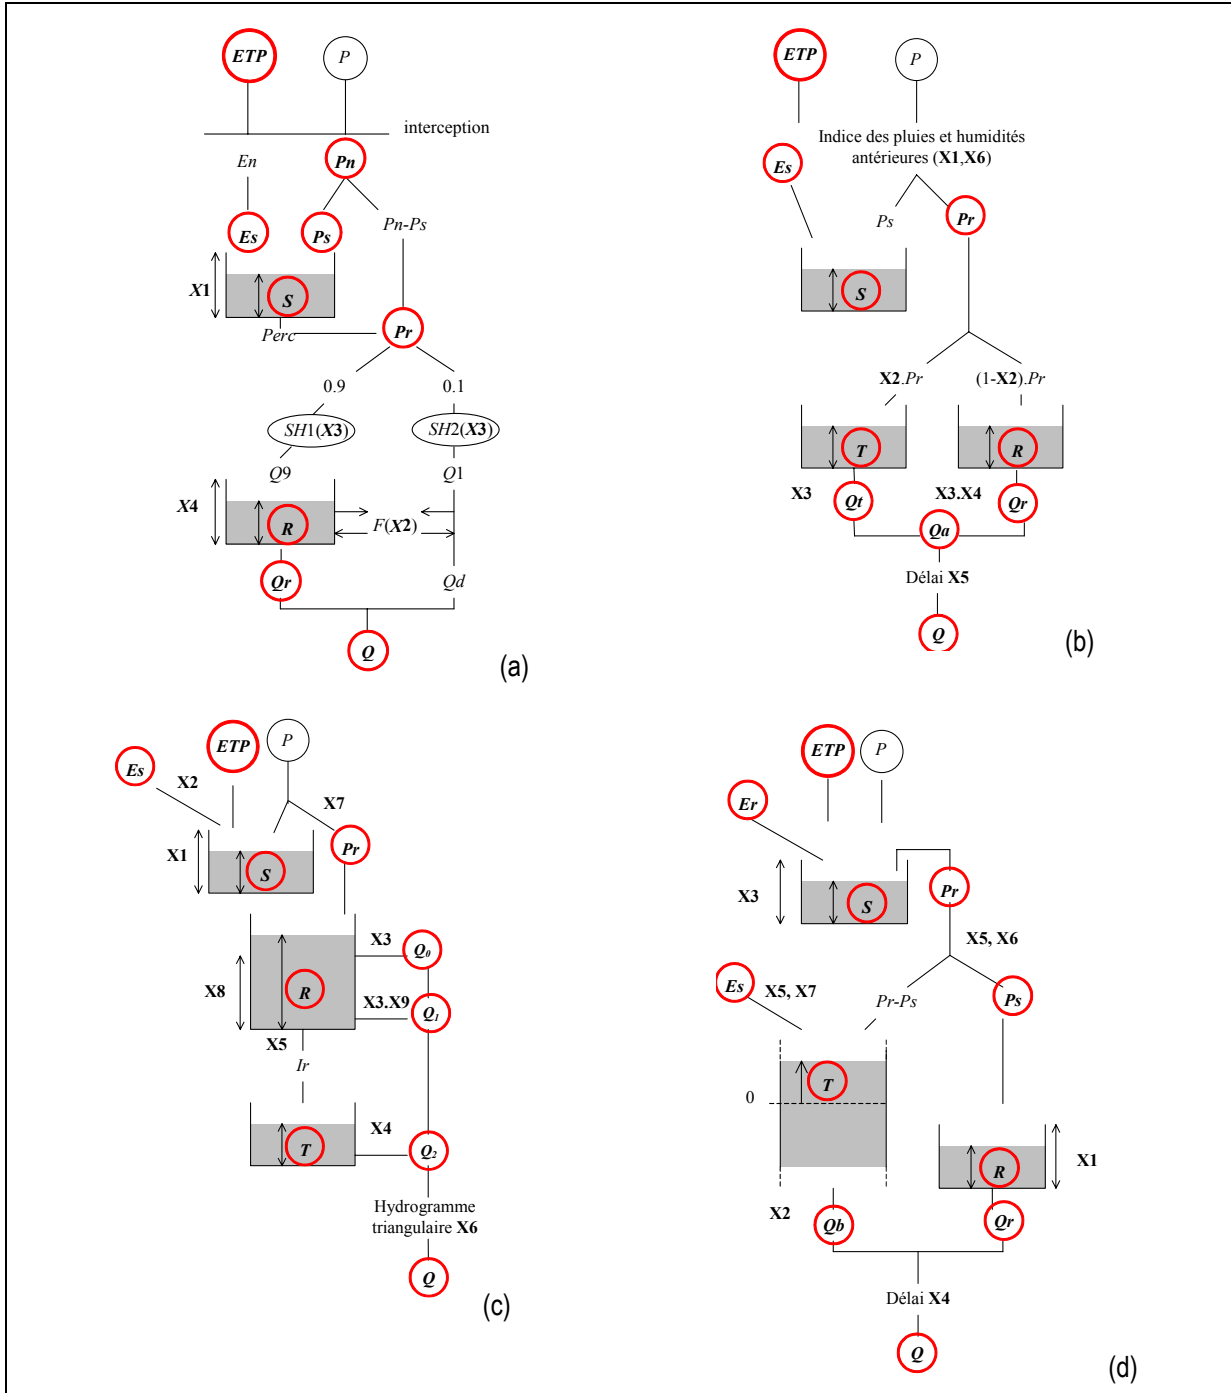 ETP P
interception
En Pn
Es Ps Pn-Ps
X1 S
Perc Pr
0.9 0.1
SH1(X3) SH2(X3)
Q9 Q1
X4 R F(X2)
Qr Qd
Q
(a)
ETP P
Indice des pluies et humidités
antérieures (X1,X6)
Es
Ps Pr
S
X2.Pr (1-X2).Pr
T R
X3 Qt X3.X4 Qr
Qa
Délai X5
Q
(b)
ETP P
Es X2
X7
X1 S Pr
X3 Q0
X8 R X3.X9 Q1
X5
Ir
T X4 Q2
Hydrogramme
triangulaire X6
Q
(c)
ETP P
Er
X3 S Pr
X5, X6
Es X5, X7 Pr-Ps Ps
T
0
R X1
X2 Qb Qr
Délai X4
Q
(d)